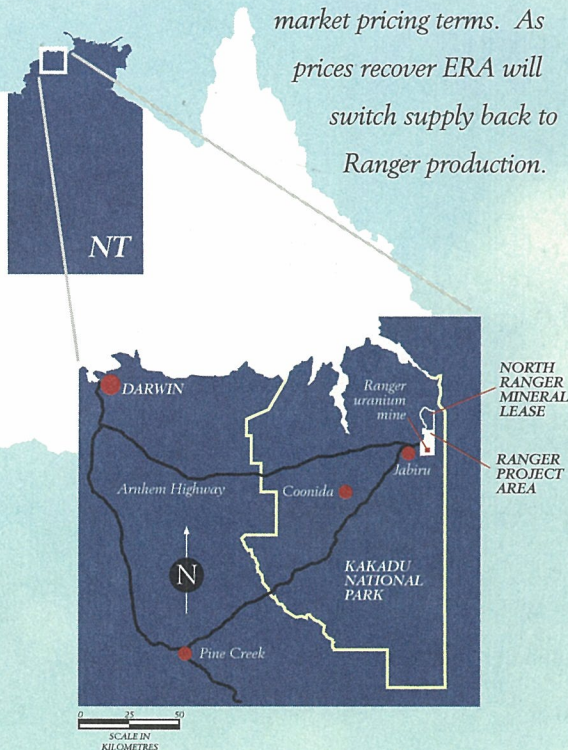 market pricing terms. As
prices recover ERA will
switch supply back to
Ranger production.
NT
DARWIN
Ranger
uranium
mine
NORTH
RANGER
MINERAL
LEASE
RANGER
PROJECT
AREA
Jabiru
Arnhem Highway
Coonida
N
KAKADU
NATIONAL
PARK
Pine Creek
0 25 50
SCALE IN
KILOMETRES